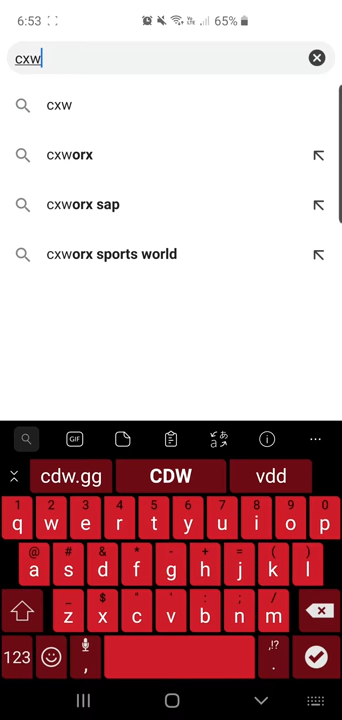 6:53 65%
cxw
cxw
cxworx
cxworx sap
cxworx sports world
GIF
cdw.gg CDW vdd
1 2 3 4 5 6 7 8 9 0
q w e r t y u i o p
@ # & * - + = ( )
a s d f g h j k l
_ $ " ' : ; /
z x c v b n m
123 , ,!? .